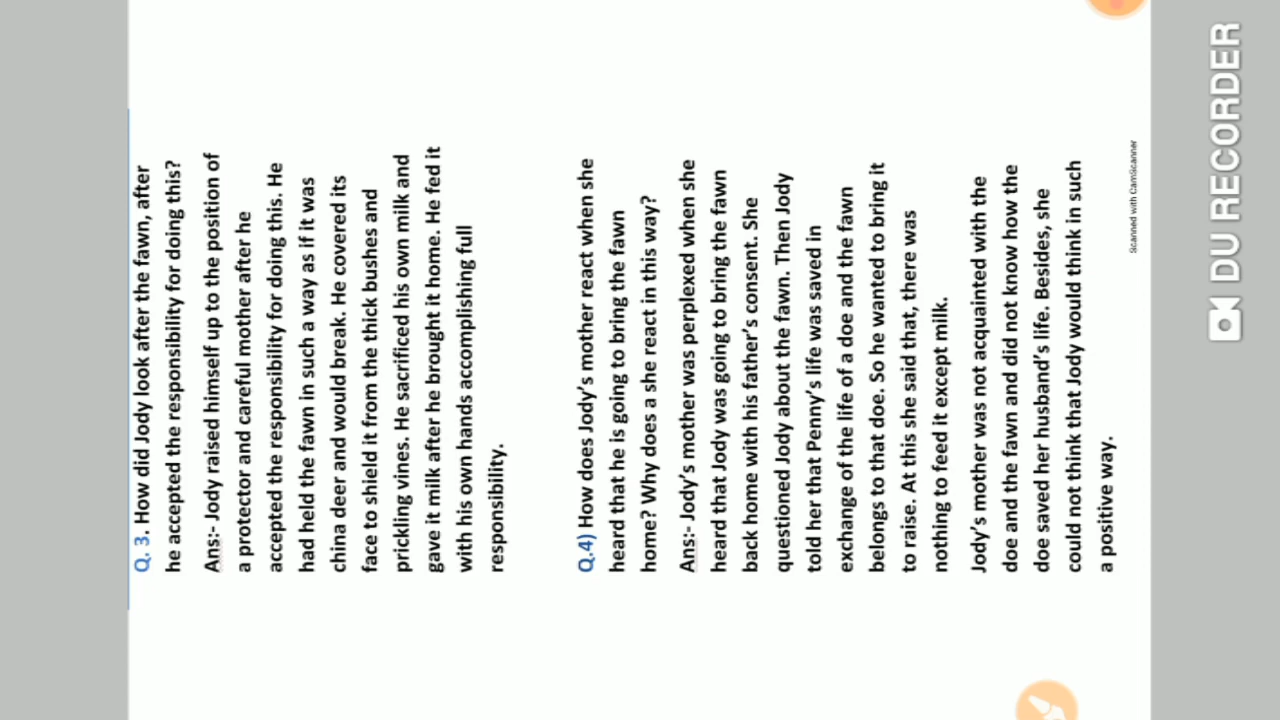 Q. 3. How did Jody look after the fawn, after
he accepted the responsibility for doing this?
Ans:- Jody raised himself up to the position of
a protector and careful mother after he
accepted the responsibility for doing this. He
had held the fawn in such a way as if it was
china deer and would break. He covered its
face to shield it from the thick bushes and
prickling vines. He sacrificed his own milk and
gave it milk after he brought it home. He fed it
with his own hands accomplishing full
responsibility.
Q.4) How does Jody’s mother react when she
heard that he is going to bring the fawn
home? Why does a she react in this way?
Ans:- Jody’s mother was perplexed when she
heard that Jody was going to bring the fawn
back home with his father’s consent. She
questioned Jody about the fawn. Then Jody
told her that Penny’s life was saved in
exchange of the life of a doe and the fawn
belongs to that doe. So he wanted to bring it
to raise. At this she said that, there was
nothing to feed it except milk.
Jody’s mother was not acquainted with the
doe and the fawn and did not know how the
doe saved her husband’s life. Besides, she
could not think that Jody would think in such
a positive way.
Scanned with CamScanner
DU RECORDER